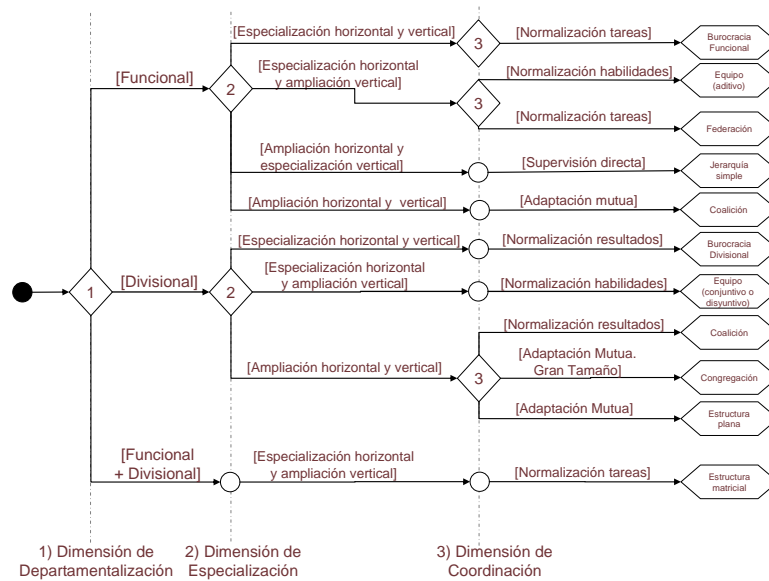 [Especialización horizontal y vertical]
3
[Normalización tareas]
Burocracia
Funcional
[Funcional]
2
[Especialización horizontal
y ampliación vertical]
3
[Normalización habilidades]
Equipo
(aditivo)
[Normalización tareas]
Federación
[Ampliación horizontal y
especialización vertical]
[Supervisión directa]
Jerarquía
simple
[Ampliación horizontal y vertical]
[Adaptación mutua]
Coalición
[Especialización horizontal y vertical]
[Normalización resultados]
Burocracia
Divisional
1
[Divisional]
2
[Especialización horizontal
y ampliación vertical]
[Normalización habilidades]
Equipo
(conjuntivo o
disyuntivo)
[Ampliación horizontal y vertical]
3
[Normalización resultados]
Coalición
[Adaptación Mutua.
Gran Tamaño]
Congregación
[Adaptación Mutua]
Estructura
plana
[Funcional
+ Divisional]
[Especialización horizontal
y ampliación vertical]
[Normalización tareas]
Estructura
matricial
1) Dimensión de
Departamentalización
2) Dimensión de
Especialización
3) Dimensión de
Coordinación